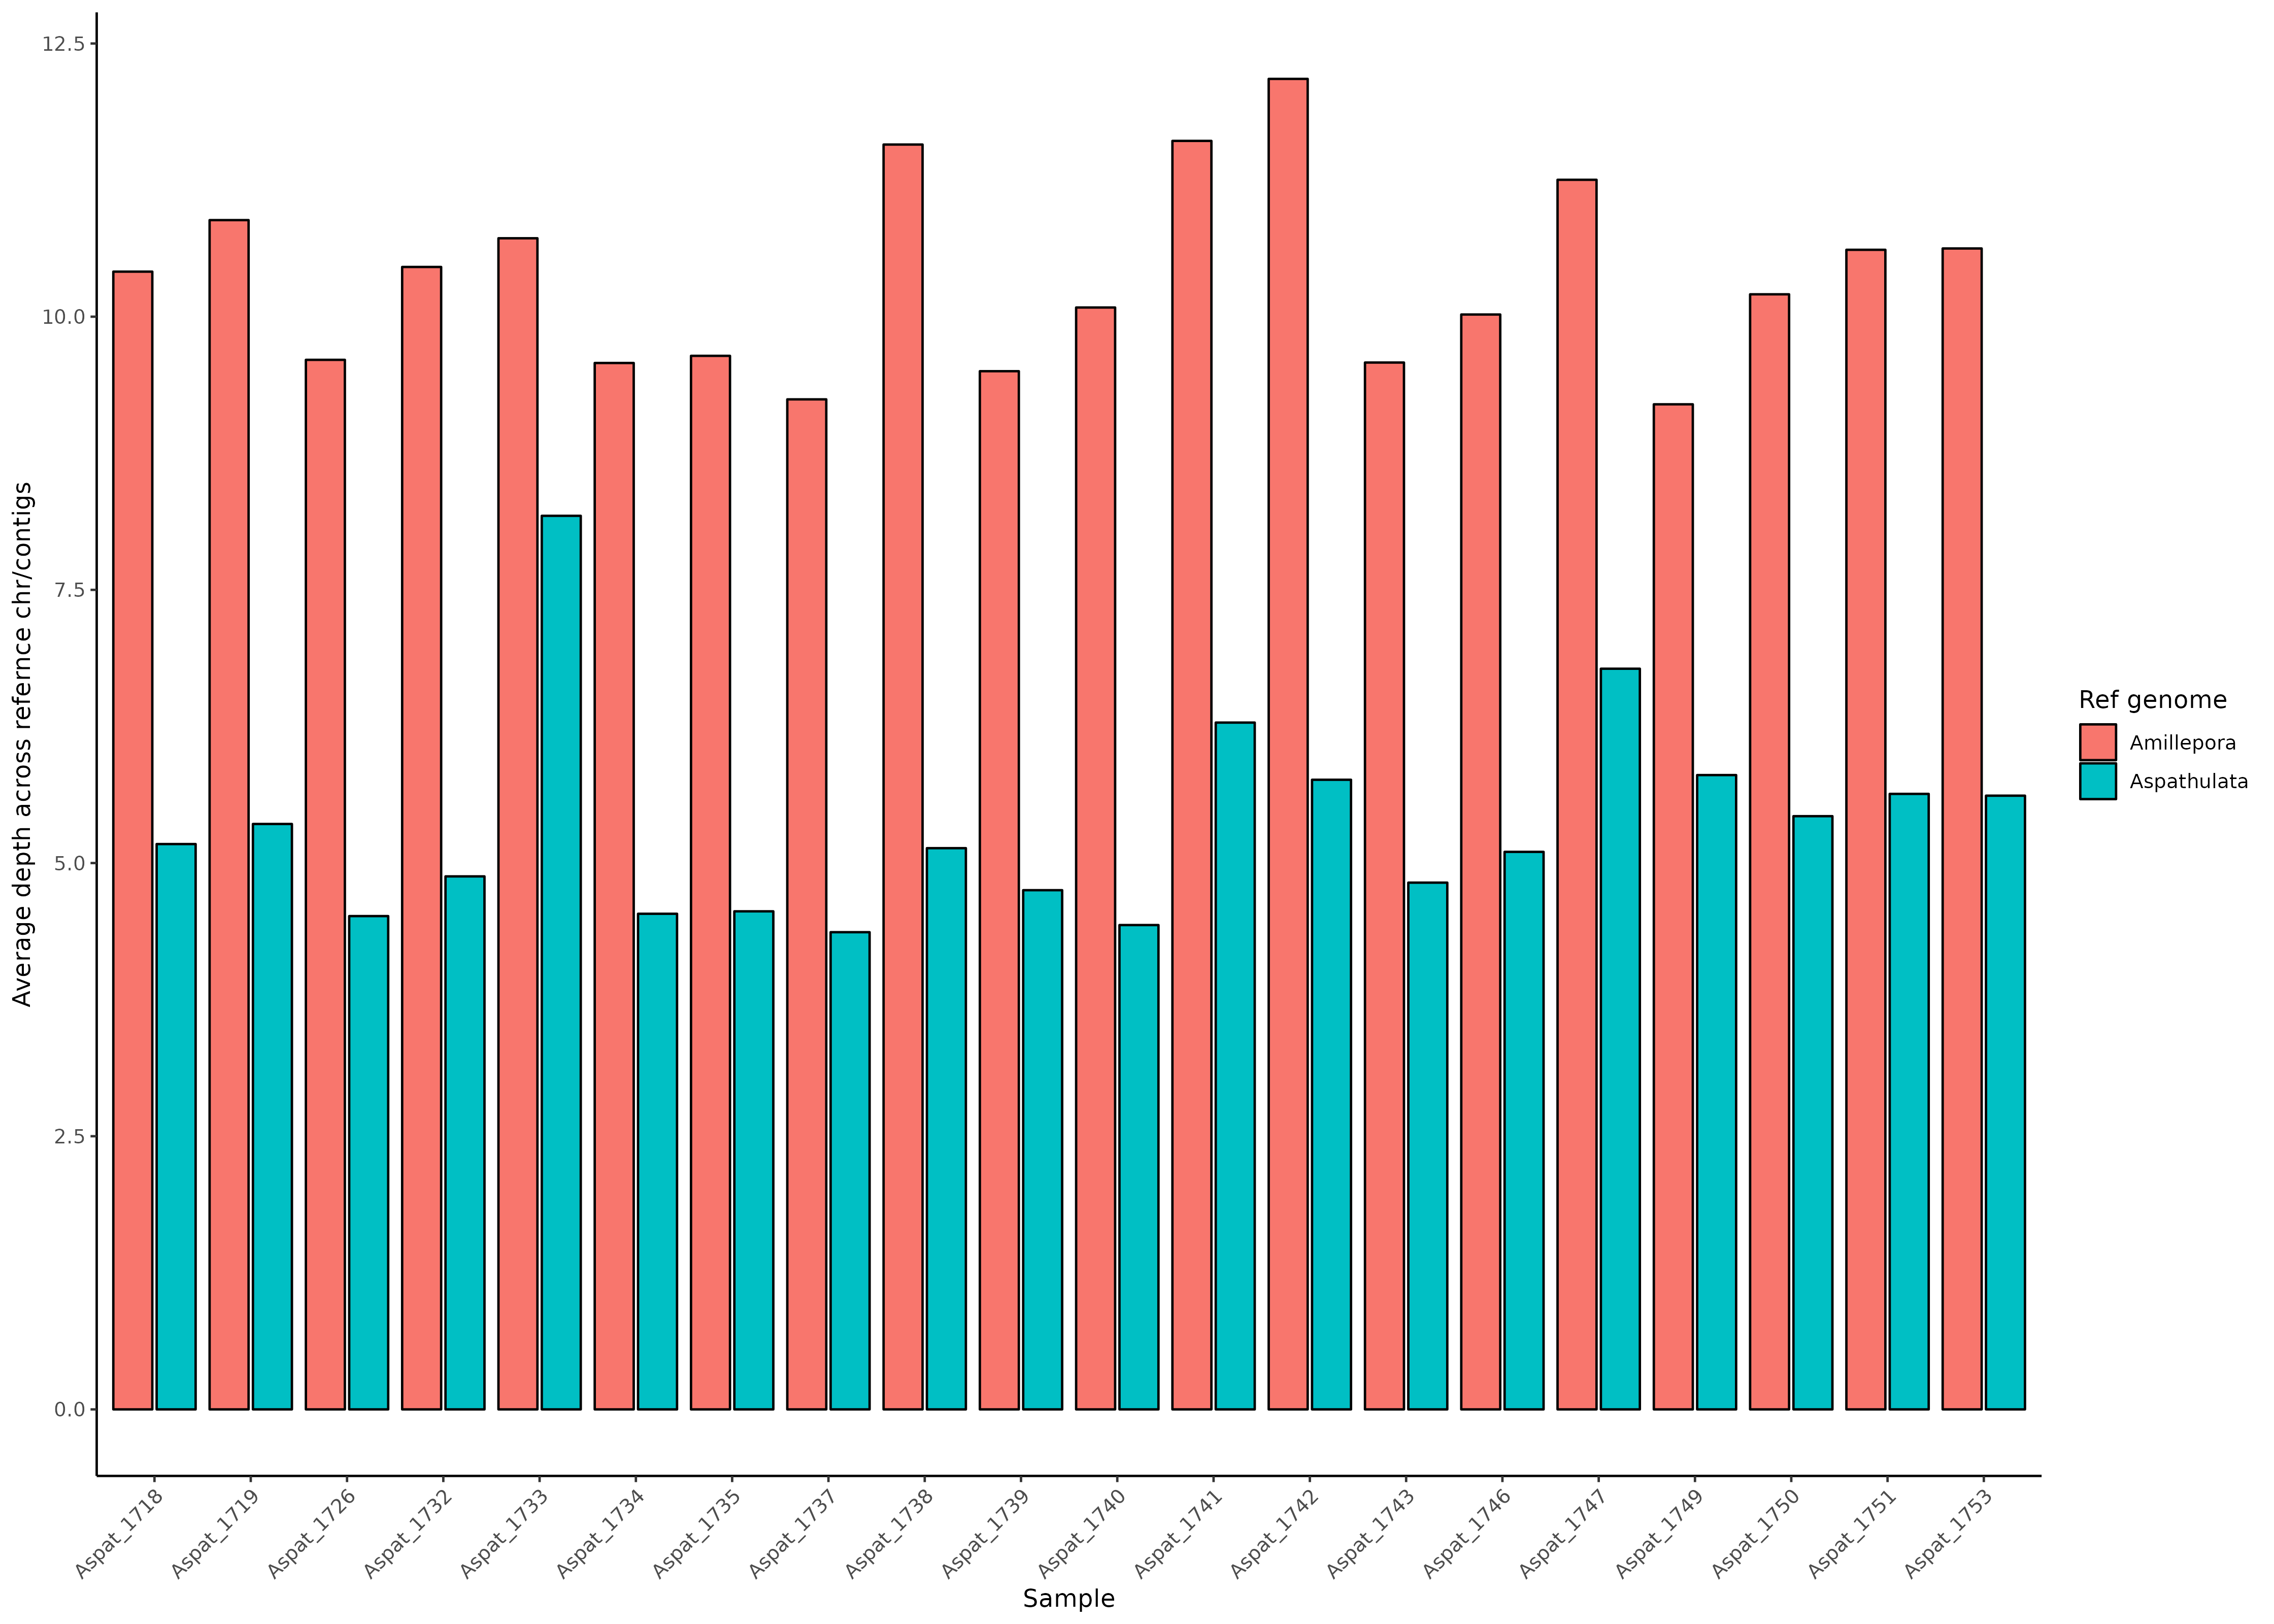 12.5
10.0
7.5
5.0
2.5
0.0
Average depth across refernce chr/contigs
Aspat_1718
Aspat_1719
Aspat_1726
Aspat_1732
Aspat_1733
Aspat_1734
Aspat_1735
Aspat_1737
Aspat_1738
Aspat_1739
Aspat_1740
Aspat_1741
Aspat_1742
Aspat_1743
Aspat_1746
Aspat_1747
Aspat_1749
Aspat_1750
Aspat_1751
Aspat_1753
Sample
Ref genome
Amillepora
Aspathulata